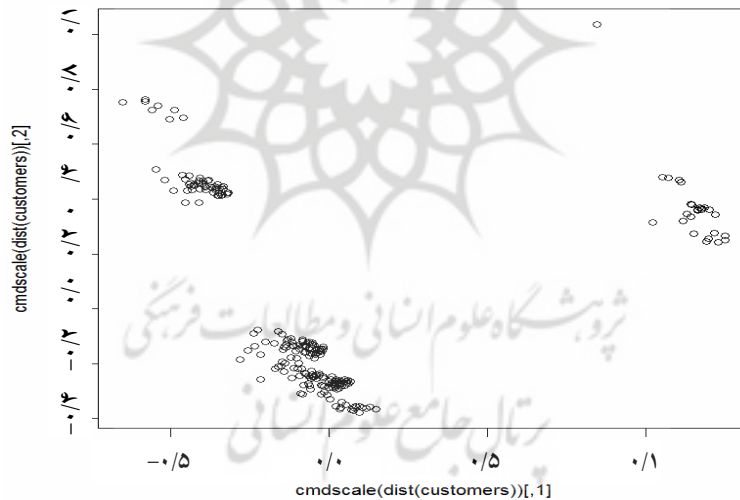 cmdscale(dist(customers))[,2]
۰/۱
۰/۸
۰/۶
۰/۴
۰/۲
۰/۰
-۰/۲
-۰/۴
پژوهشگاه علوم انسانی و مطالعات فرهنگی
پرتال جامع علوم انسانی
-۰/۵ ۰/۰ ۰/۵ ۰/۱
cmdscale(dist(customers))[,1]